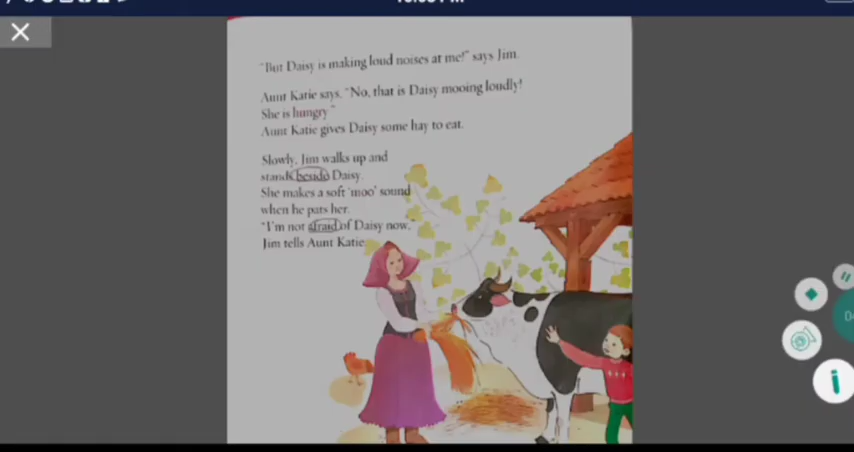 "But Daisy is making loud noises at me!" says Jim.
Aunt Katie says, "No, that is Daisy mooing loudly!
She is hungry."
Aunt Katie gives Daisy some hay to eat.
Slowly, Jim walks up and
stands beside Daisy.
She makes a soft 'moo' sound
when he pats her.
"I'm not afraid of Daisy now,"
Jim tells Aunt Katie.